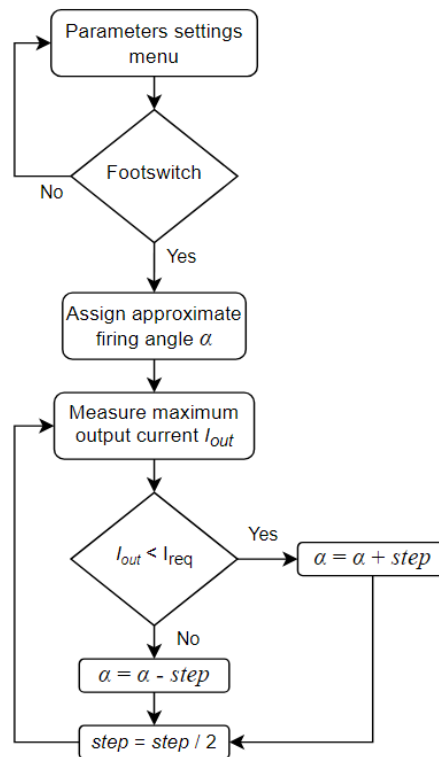 Parameters settings
menu
Footswitch
No
Yes
Assign approximate
firing angle α
Measure maximum
output current Iout
Iout < Ireq
Yes
α = α + step
No
α = α - step
step = step / 2